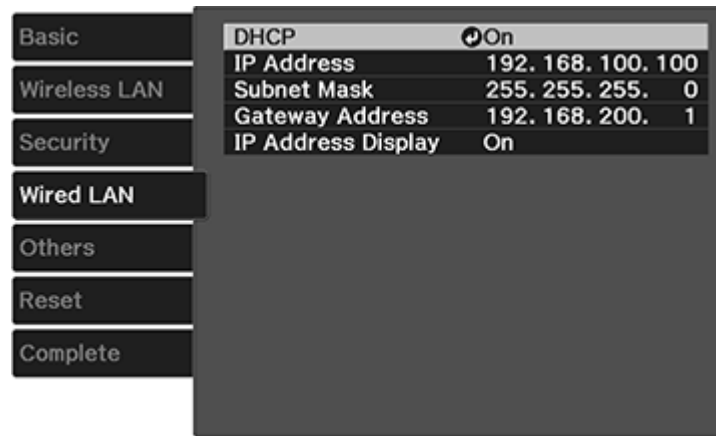 Basic
Wireless LAN
Security
Wired LAN
Others
Reset
Complete
DHCP On
IP Address 192. 168. 100. 100
Subnet Mask 255. 255. 255. 0
Gateway Address 192. 168. 200. 1
IP Address Display On